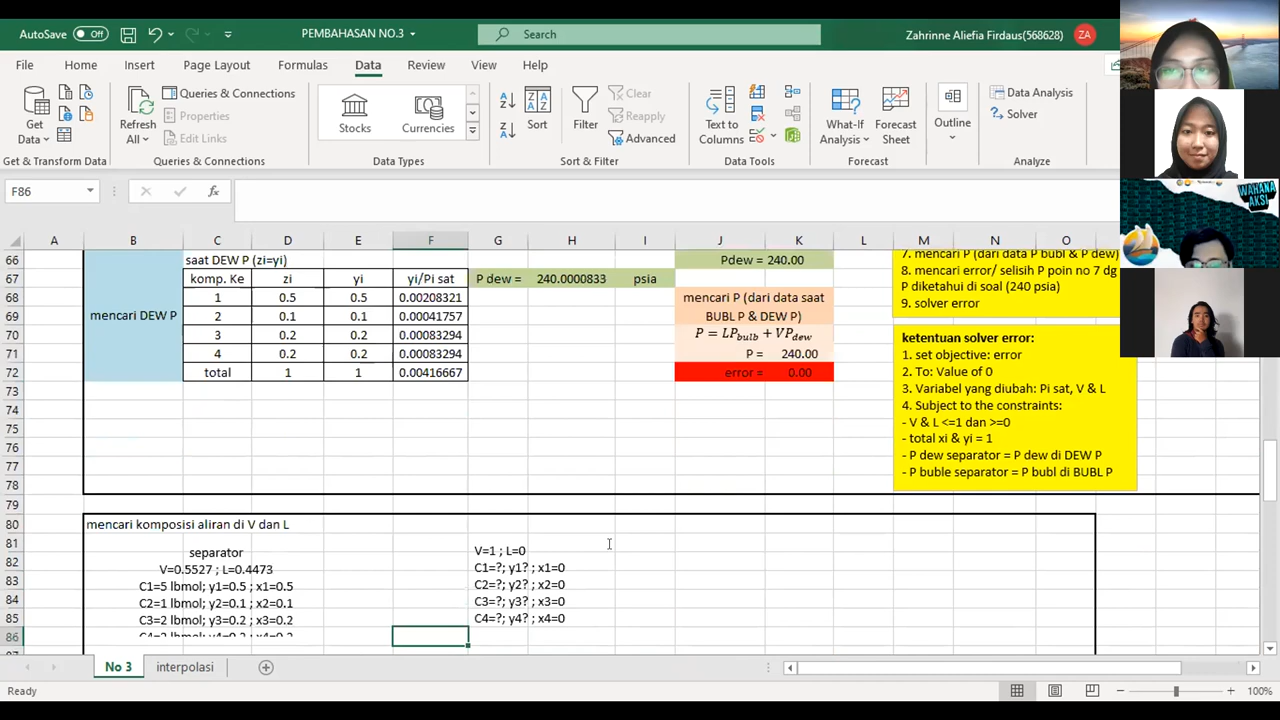 AutoSave Off PEMBAHASAN NO.3 Search Zahrinne Aliefia Firdaus(568628) ZA
File Home Insert Page Layout Formulas Data Review View Help
Get Data Refresh All Queries & Connections Properties Edit Links Stocks Currencies Sort Filter Clear Reapply Advanced Text to Columns What-If Analysis Forecast Sheet Outline Data Analysis Solver
Get & Transform Data Queries & Connections Data Types Sort & Filter Data Tools Forecast Analyze
WAHANA AKSI
F86 fx
A B C D E F G H I J K L M N O
66 saat DEW P (zi=yi) Pdew = 240.00 7. mencari P (dari data P bubl & P dew)
67 komp. Ke zi yi yi/Pi sat P dew = 240.0000833 psia 8. mencari error/ selisih P poin no 7 dg
68 1 0.5 0.5 0.00208321 mencari P (dari data saat P diketahui di soal (240 psia)
69 mencari DEW P 2 0.1 0.1 0.00041757 BUBL P & DEW P) 9. solver error
70 3 0.2 0.2 0.00083294 P = LPbulb + VPdew
71 4 0.2 0.2 0.00083294 P = 240.00
72 total 1 1 0.00416667 error = 0.00
ketentuan solver error:
1. set objective: error
2. To: Value of 0
3. Variabel yang diubah: Pi sat, V & L
4. Subject to the constraints:
- V & L <=1 dan >=0
- total xi & yi = 1
- P dew separator = P dew di DEW P
- P buble separator = P bubl di BUBL P
73
74
75
76
77
78
79
80 mencari komposisi aliran di V dan L
81 separator V=1 ; L=0
82 V=0.5527 ; L=0.4473 C1=?; y1? ; x1=0
83 C1=5 lbmol; y1=0.5 ; x1=0.5 C2=?; y2? ; x2=0
84 C2=1 lbmol; y2=0.1 ; x2=0.1 C3=?; y3? ; x3=0
85 C3=2 lbmol; y3=0.2 ; x3=0.2 C4=?; y4? ; x4=0
86 C4=2 lbmol; y4=0.2 ; x4=0.2
No 3 interpolasi
Ready 100%